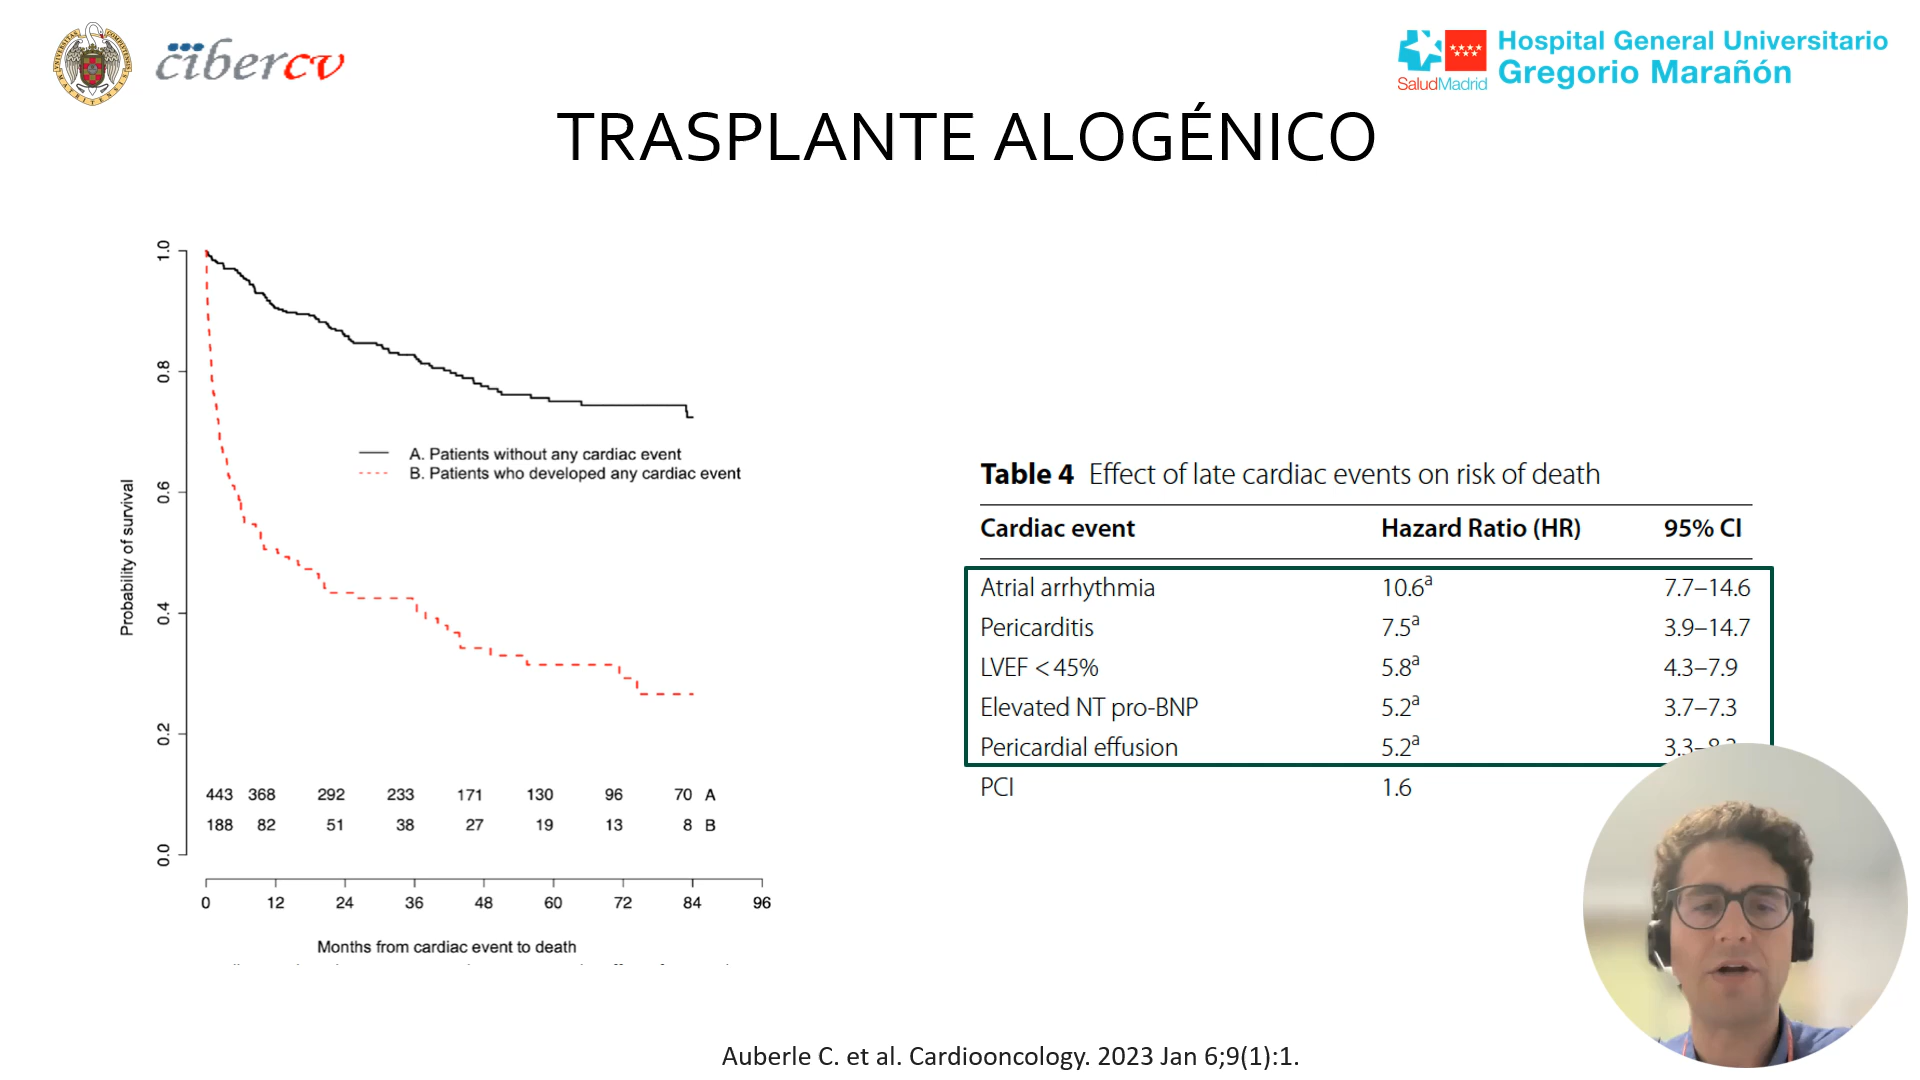 cibercv
SaludMadrid
Hospital General Universitario
Gregorio Marañón
TRASPLANTE ALOGÉNICO
Probability of survival
1.0
0.8
0.6
0.4
0.2
0.0
A. Patients without any cardiac event
B. Patients who developed any cardiac event
443 368 292 233 171 130 96 70 A
188 82 51 38 27 19 13 8 B
0 12 24 36 48 60 72 84 96
Months from cardiac event to death
Table 4 Effect of late cardiac events on risk of death
Cardiac event Hazard Ratio (HR) 95% CI
Atrial arrhythmia 10.6ᵃ 7.7–14.6
Pericarditis 7.5ᵃ 3.9–14.7
LVEF < 45% 5.8ᵃ 4.3–7.9
Elevated NT pro-BNP 5.2ᵃ 3.7–7.3
Pericardial effusion 5.2ᵃ
PCI 1.6
Auberle C. et al. Cardiooncology. 2023 Jan 6;9(1):1.